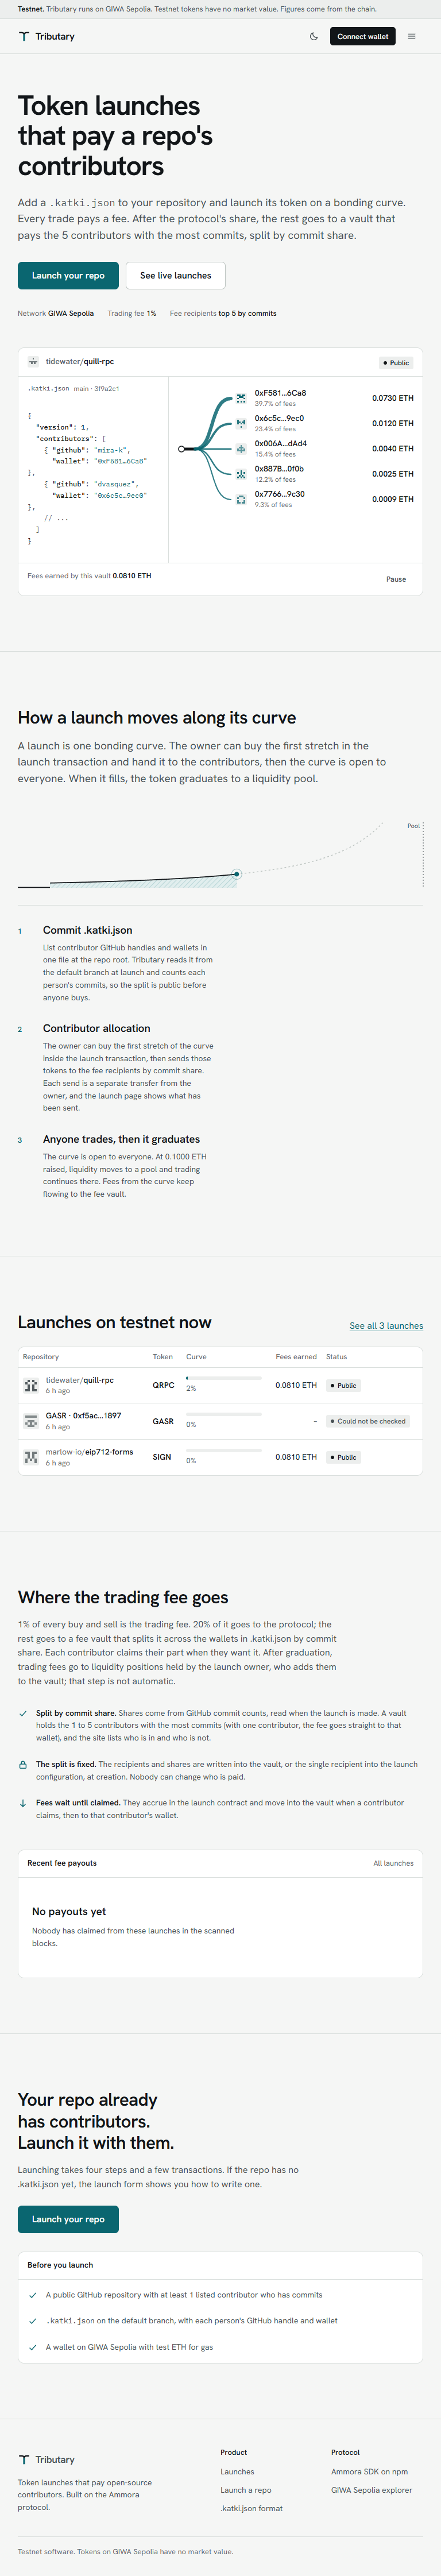 Testnet. Tributary runs on GIWA Sepolia. Testnet tokens have no market value. Figures come from the chain.
Tributary
Connect wallet
Token launches
that pay a repo's
contributors
Add a .katki.json to your repository and launch its token on a bonding curve.
Every trade pays a fee. After the protocol's share, the rest goes to a vault that
pays the 5 contributors with the most commits, split by commit share.
Launch your repo
See live launches
Network GIWA Sepolia
Trading fee 1%
Fee recipients top 5 by commits
tidewater/quill-rpc
Public
.katki.json main · 3f9a2c1
{
"version": 1,
"contributors": [
{ "github": "mira-k",
"wallet": "0xF581…6Ca8"
},
{ "github": "dvasquez",
"wallet": "0x6c5c…9ec0"
},
// ...
]
}
0xF581…6Ca8
39.7% of fees
0.0730 ETH
0x6c5c…9ec0
23.4% of fees
0.0120 ETH
0x006A…dAd4
15.4% of fees
0.0040 ETH
0x887B…0f0b
12.2% of fees
0.0025 ETH
0x7766…9c30
9.3% of fees
0.0009 ETH
Fees earned by this vault 0.0810 ETH
Pause
How a launch moves along its curve
A launch is one bonding curve. The owner can buy the first stretch in the
launch transaction and hand it to the contributors, then the curve is open to
everyone. When it fills, the token graduates to a liquidity pool.
Pool
1
Commit .katki.json
List contributor GitHub handles and wallets in
one file at the repo root. Tributary reads it from
the default branch at launch and counts each
person's commits, so the split is public before
anyone buys.
2
Contributor allocation
The owner can buy the first stretch of the curve
inside the launch transaction, then sends those
tokens to the fee recipients by commit share.
Each send is a separate transfer from the
owner, and the launch page shows what has
been sent.
3
Anyone trades, then it graduates
The curve is open to everyone. At 0.1000 ETH
raised, liquidity moves to a pool and trading
continues there. Fees from the curve keep
flowing to the fee vault.
Launches on testnet now
See all 3 launches
Repository
Token
Curve
Fees earned
Status
tidewater/quill-rpc
6 h ago
QRPC
2%
0.0810 ETH
Public
GASR · 0xf5ac…1897
6 h ago
GASR
0%
–
Could not be checked
marlow-io/eip712-forms
6 h ago
SIGN
0%
0.0810 ETH
Public
Where the trading fee goes
1% of every buy and sell is the trading fee. 20% of it goes to the protocol; the
rest goes to a fee vault that splits it across the wallets in .katki.json by commit
share. Each contributor claims their part when they want it. After graduation,
trading fees go to liquidity positions held by the launch owner, who adds them
to the vault; that step is not automatic.
Split by commit share. Shares come from GitHub commit counts, read when the launch is made. A vault
holds the 1 to 5 contributors with the most commits (with one contributor, the fee goes straight to that
wallet), and the site lists who is in and who is not.
The split is fixed. The recipients and shares are written into the vault, or the single recipient into the launch
configuration, at creation. Nobody can change who is paid.
Fees wait until claimed. They accrue in the launch contract and move into the vault when a contributor
claims, then to that contributor's wallet.
Recent fee payouts
All launches
No payouts yet
Nobody has claimed from these launches in the scanned
blocks.
Your repo already
has contributors.
Launch it with them.
Launching takes four steps and a few transactions. If the repo has no
.katki.json yet, the launch form shows you how to write one.
Launch your repo
Before you launch
A public GitHub repository with at least 1 listed contributor who has commits
.katki.json on the default branch, with each person's GitHub handle and wallet
A wallet on GIWA Sepolia with test ETH for gas
Tributary
Token launches that pay open-source
contributors. Built on the Ammora
protocol.
Product
Launches
Launch a repo
.katki.json format
Protocol
Ammora SDK on npm
GIWA Sepolia explorer
Testnet software. Tokens on GIWA Sepolia have no market value.